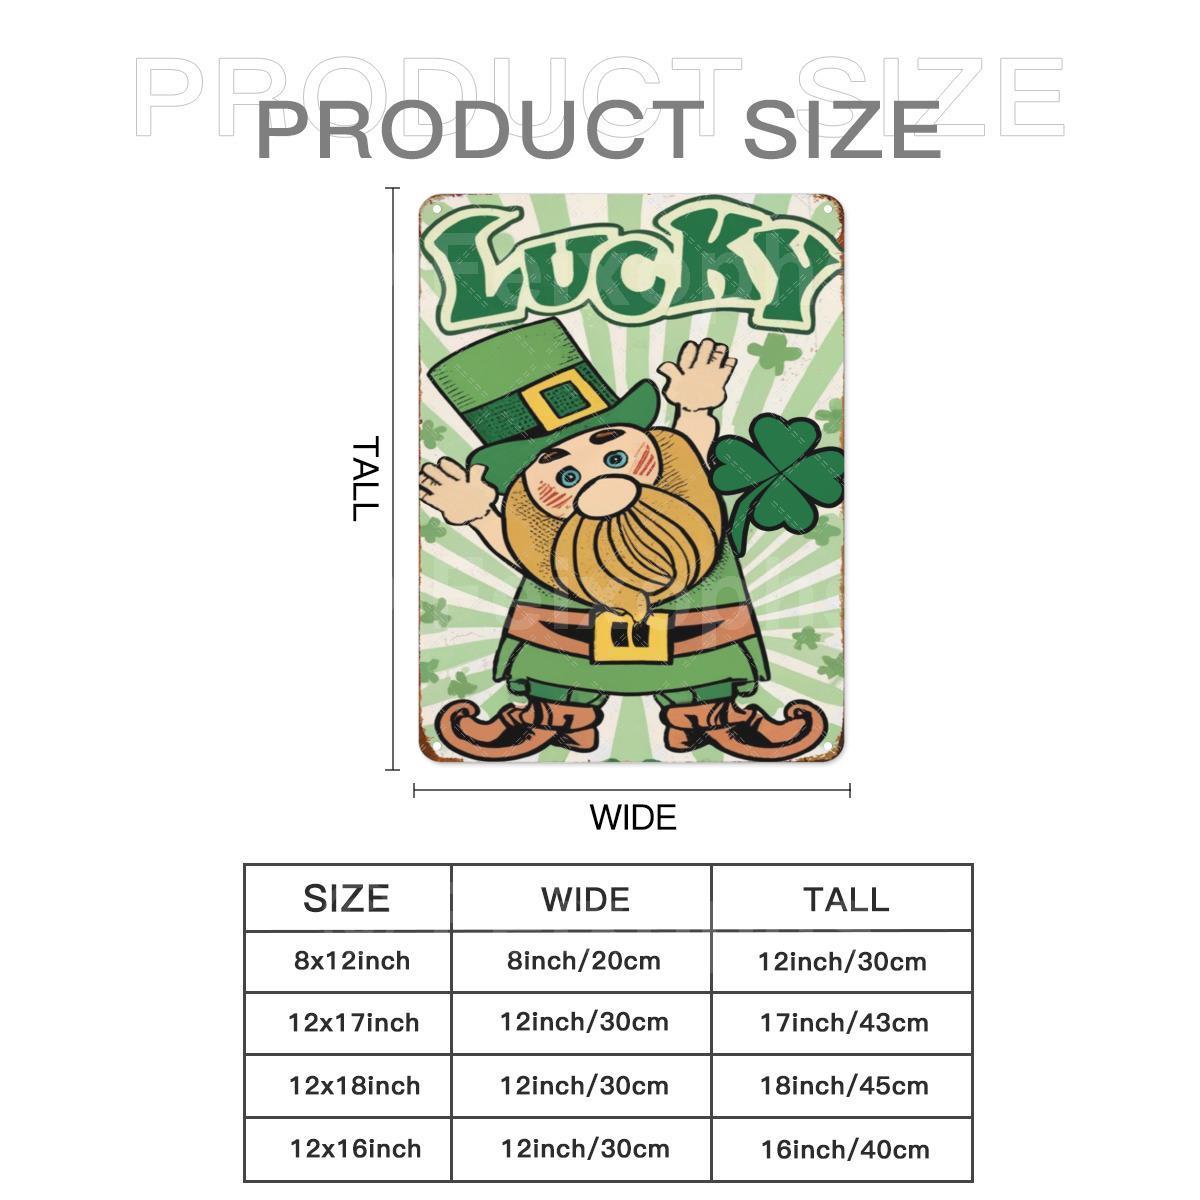 PRODUCT SIZE
PRODUCT SIZE
LUCKY
TALL
WIDE
SIZE WIDE TALL
8x12inch 8inch/20cm 12inch/30cm
12x17inch 12inch/30cm 17inch/43cm
12x18inch 12inch/30cm 18inch/45cm
12x16inch 12inch/30cm 16inch/40cm